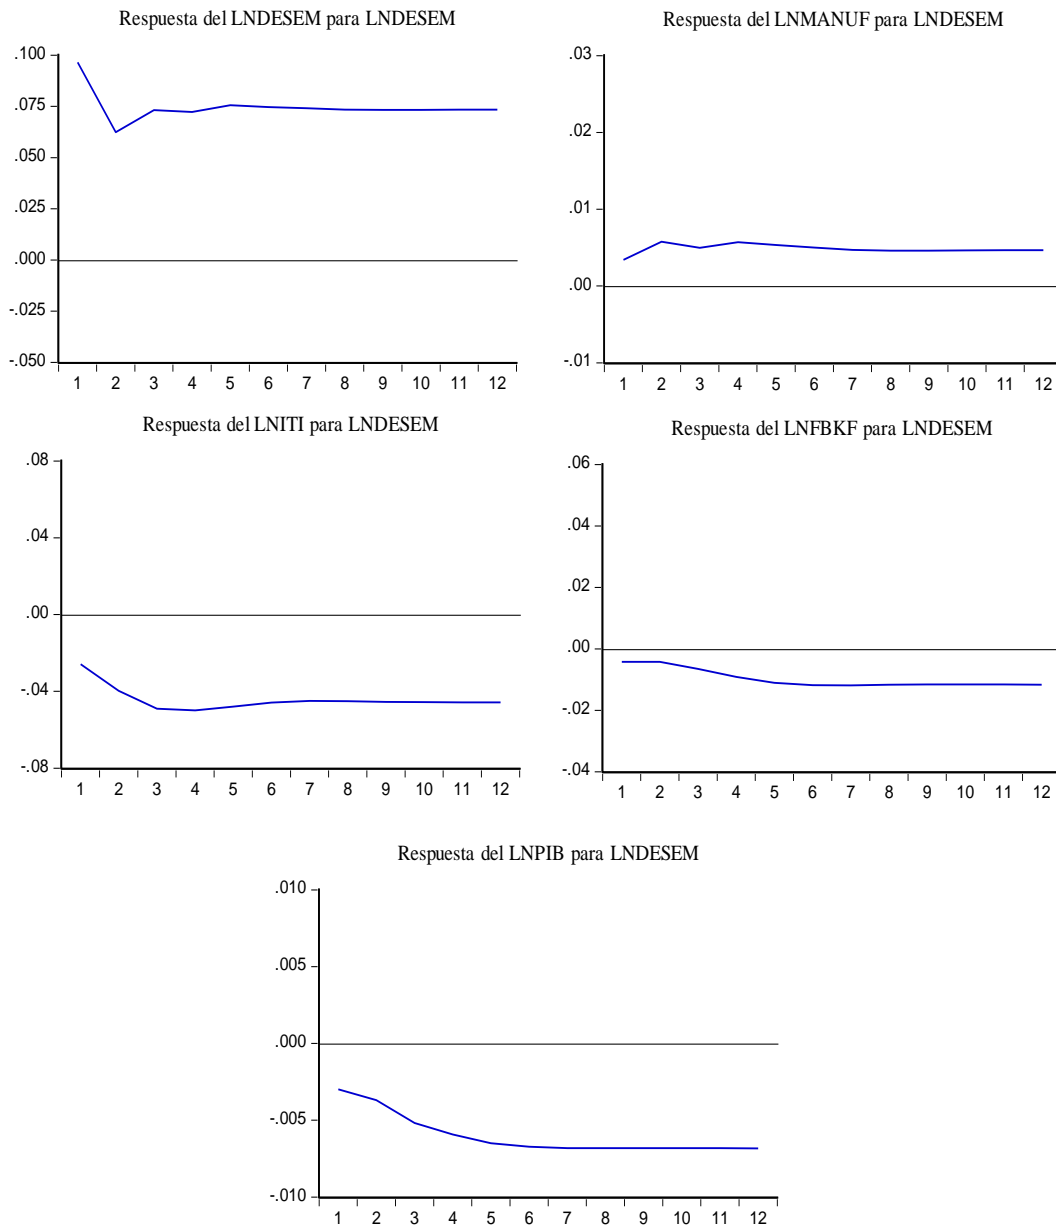 Respuesta del LNDESEM para LNDESEM
.100
.075
.050
.025
.000
-.025
-.050
1 2 3 4 5 6 7 8 9 10 11 12
Respuesta del LNMANUF para LNDESEM
.03
.02
.01
.00
-.01
1 2 3 4 5 6 7 8 9 10 11 12
Respuesta del LNITI para LNDESEM
.08
.04
.00
-.04
-.08
1 2 3 4 5 6 7 8 9 10 11 12
Respuesta del LNFBKF para LNDESEM
.06
.04
.02
.00
-.02
-.04
1 2 3 4 5 6 7 8 9 10 11 12
Respuesta del LNPIB para LNDESEM
.010
.005
.000
-.005
-.010
1 2 3 4 5 6 7 8 9 10 11 12